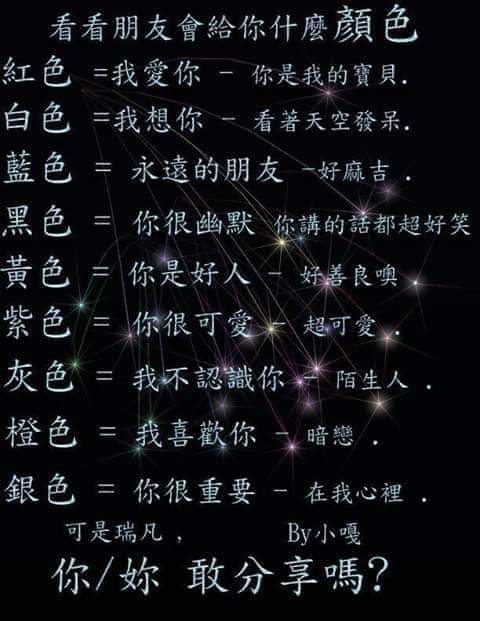 看看朋友會給你什麼顏色
紅色 =我愛你 - 你是我的寶貝.
白色 =我想你 - 看著天空發呆.
藍色 = 永遠的朋友 -好麻吉 .
黑色 = 你很幽默 你講的話都超好笑
黃色 = 你是好人 - 好善良噢
紫色 = 你很可愛 - 超可愛 .
灰色 = 我不認識你 - 陌生人 .
橙色 = 我喜歡你 - 暗戀 .
銀色 = 你很重要 - 在我心裡 .
可是瑞凡 , By小嘎
你/妳 敢分享嗎?